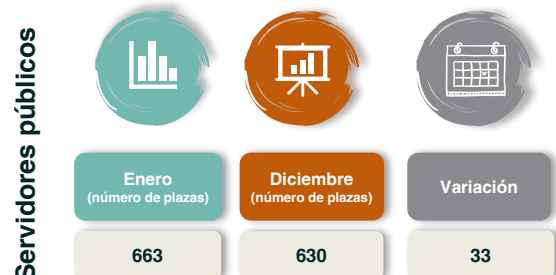 Servidores públicos
Enero
(número de plazas)
Diciembre
(número de plazas)
Variación
663
630
33